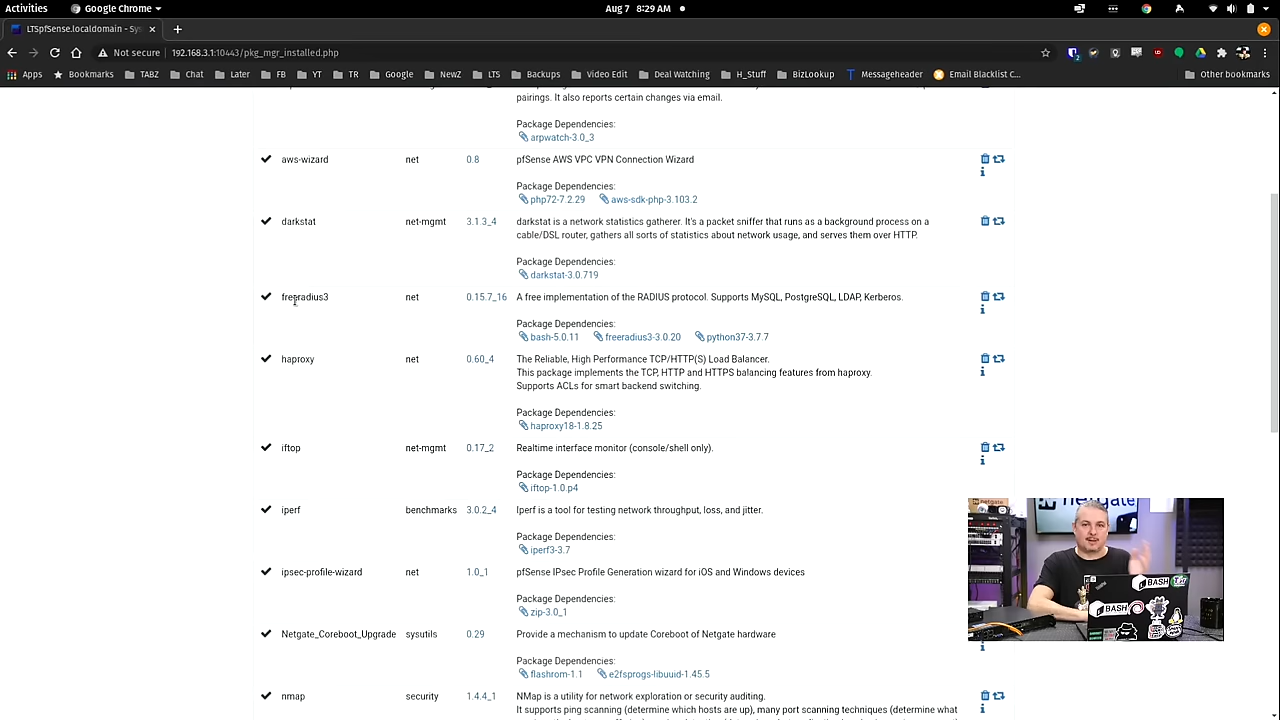 Activities
Google Chrome
Aug 7 8:29 AM
LTSpfSense.localdomain - Sy
Not secure
192.168.3.1:10443/pkg_mgr_installed.php
Apps
Bookmarks
TABZ
Chat
Later
FB
YT
TR
Google
NewZ
LTS
Backups
Video Edit
Deal Watching
H_Stuff
BizLookup
Messageheader
Email Blacklist C...
Other bookmarks
pairings. It also reports certain changes via email.
Package Dependencies:
arpwatch-3.0_3
aws-wizard net 0.8 pfSense AWS VPC VPN Connection Wizard
Package Dependencies:
php72-7.2.29 aws-sdk-php-3.103.2
darkstat net-mgmt 3.1.3_4 darkstat is a network statistics gatherer. It's a packet sniffer that runs as a background process on a
cable/DSL router, gathers all sorts of statistics about network usage, and serves them over HTTP.
Package Dependencies:
darkstat-3.0.719
freeradius3 net 0.15.7_16 A free implementation of the RADIUS protocol. Supports MySQL, PostgreSQL, LDAP, Kerberos.
Package Dependencies:
bash-5.0.11 freeradius3-3.0.20 python37-3.7.7
haproxy net 0.60_4 The Reliable, High Performance TCP/HTTP(S) Load Balancer.
This package implements the TCP, HTTP and HTTPS balancing features from haproxy.
Supports ACLs for smart backend switching.
Package Dependencies:
haproxy18-1.8.25
iftop net-mgmt 0.17_2 Realtime interface monitor (console/shell only).
Package Dependencies:
iftop-1.0.p4
iperf benchmarks 3.0.2_4 Iperf is a tool for testing network throughput, loss, and jitter.
Package Dependencies:
iperf3-3.7
ipsec-profile-wizard net 1.0_1 pfSense IPsec Profile Generation wizard for iOS and Windows devices
Package Dependencies:
zip-3.0_1
Netgate_Coreboot_Upgrade sysutils 0.29 Provide a mechanism to update Coreboot of Netgate hardware
Package Dependencies:
flashrom-1.1 e2fsprogs-libuuid-1.45.5
nmap security 1.4.4_1 NMap is a utility for network exploration or security auditing.
It supports ping scanning (determine which hosts are up), many port scanning techniques (determine what
netgate
netgate
BASH
BASH